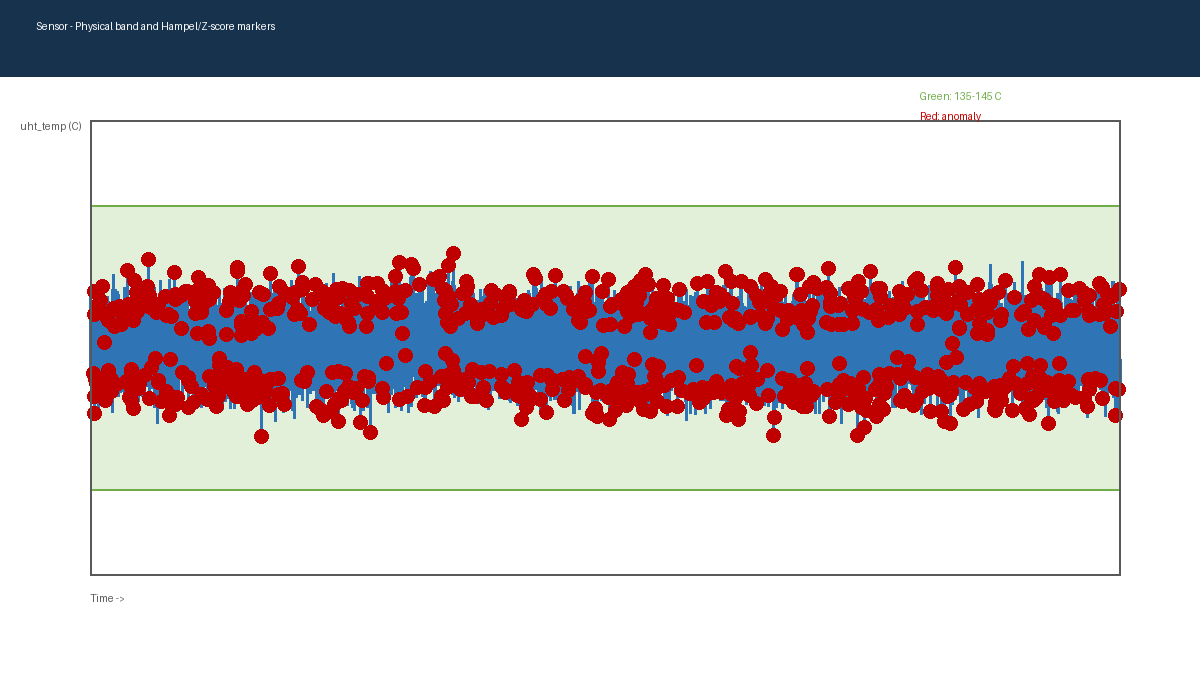 Sensor - Physical band and Hampel/Z-score markers
Green: 135-145 C
Red: anomaly
uht_temp (C)
Time ->